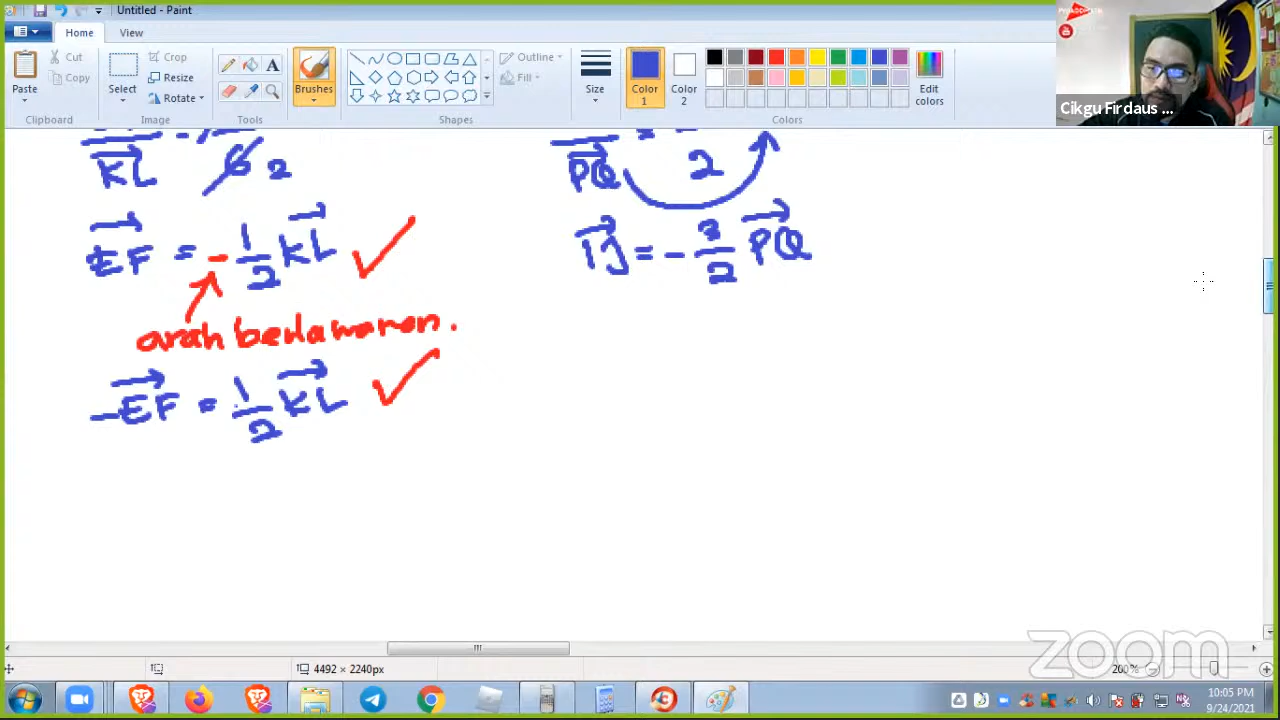 Untitled - Paint
Home View
Paste
Cut
Copy
Clipboard
Select
Crop
Resize
Rotate
Image
A
Tools
Brushes
Outline
Fill
Shapes
Size
Color 1
Color 2
Colors
Edit colors
Cikgu Firdaus ...
KL
6 2
EF = - 1/2 KL ✓
arah berlawanan.
-EF = 1/2 KL ✓
PQ
2
IJ = - 3/2 PQ
zoom
4492 × 2240px
200%
10:05 PM
9/24/2021